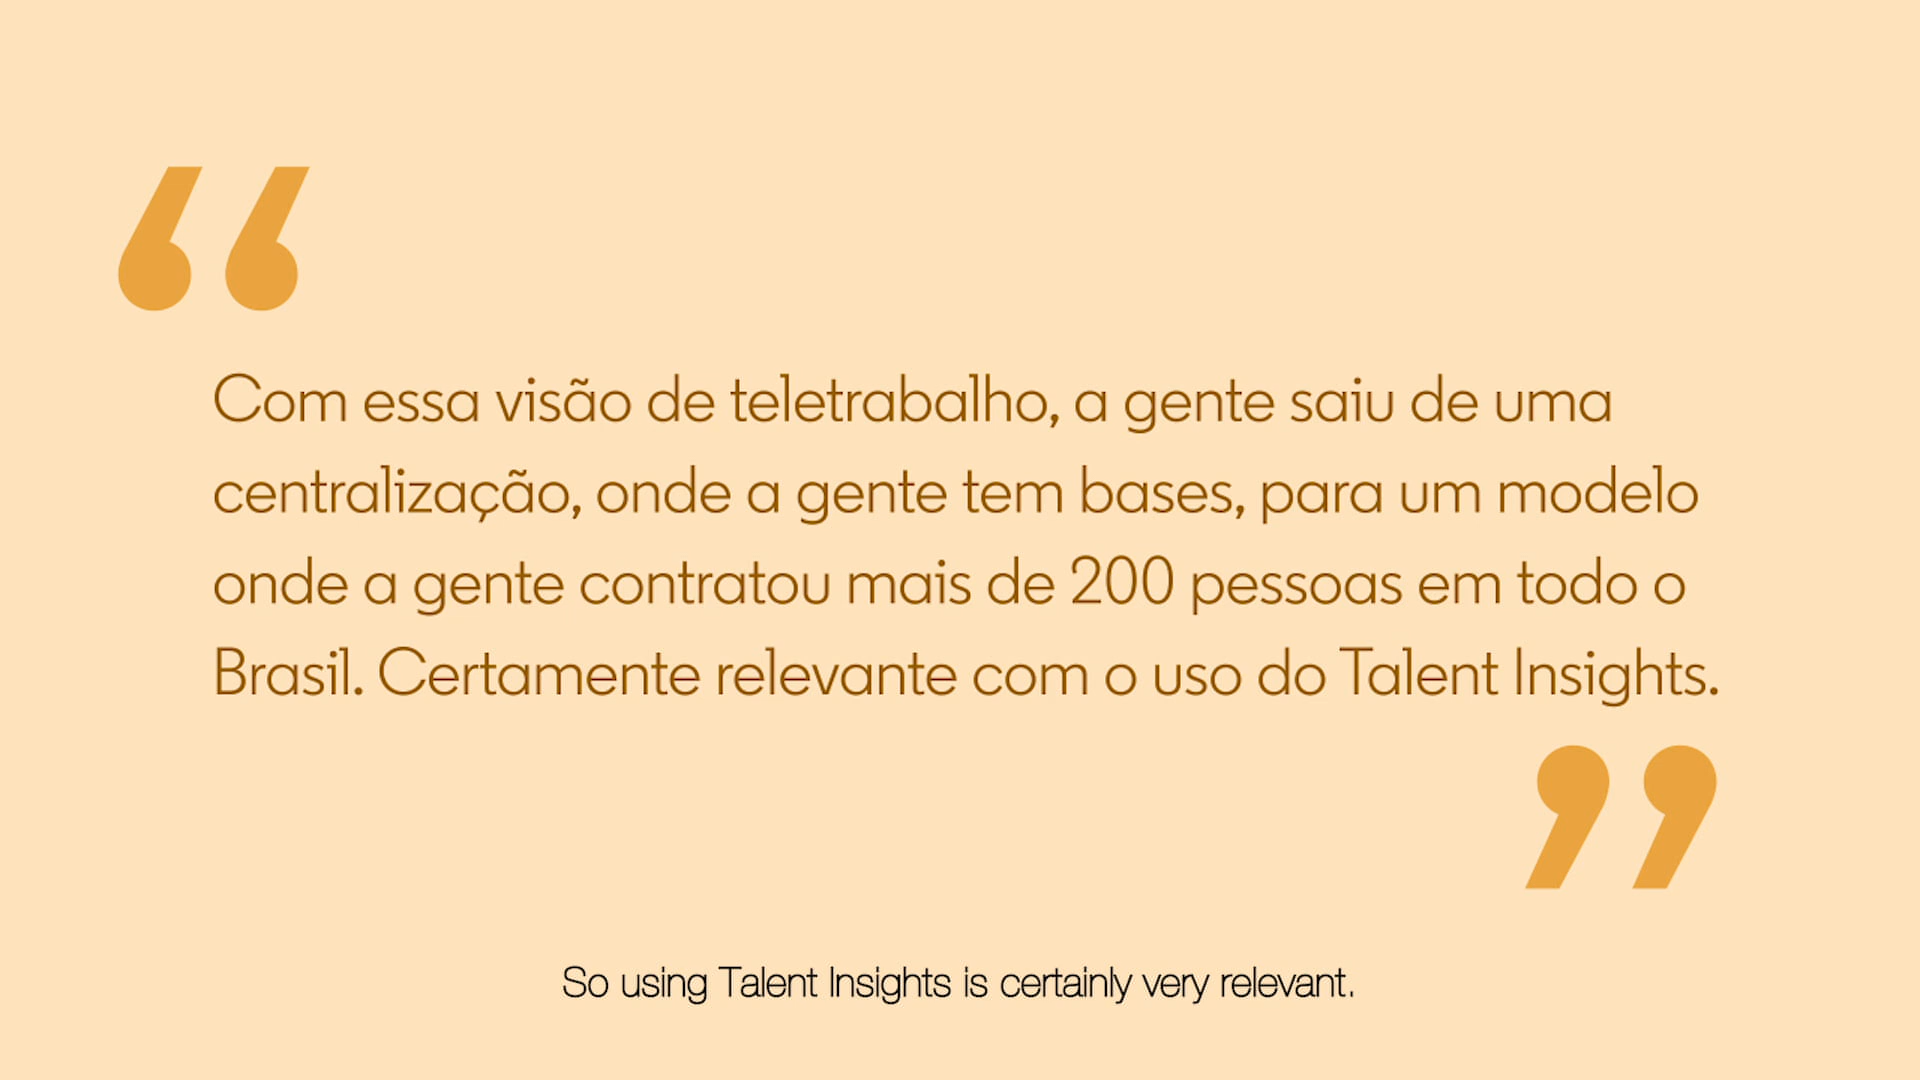 “
Com essa visão de teletrabalho, a gente saiu de uma
centralização, onde a gente tem bases, para um modelo
onde a gente contratou mais de 200 pessoas em todo o
Brasil. Certamente relevante com o uso do Talent Insights.
”
So using Talent Insights is certainly very relevant.